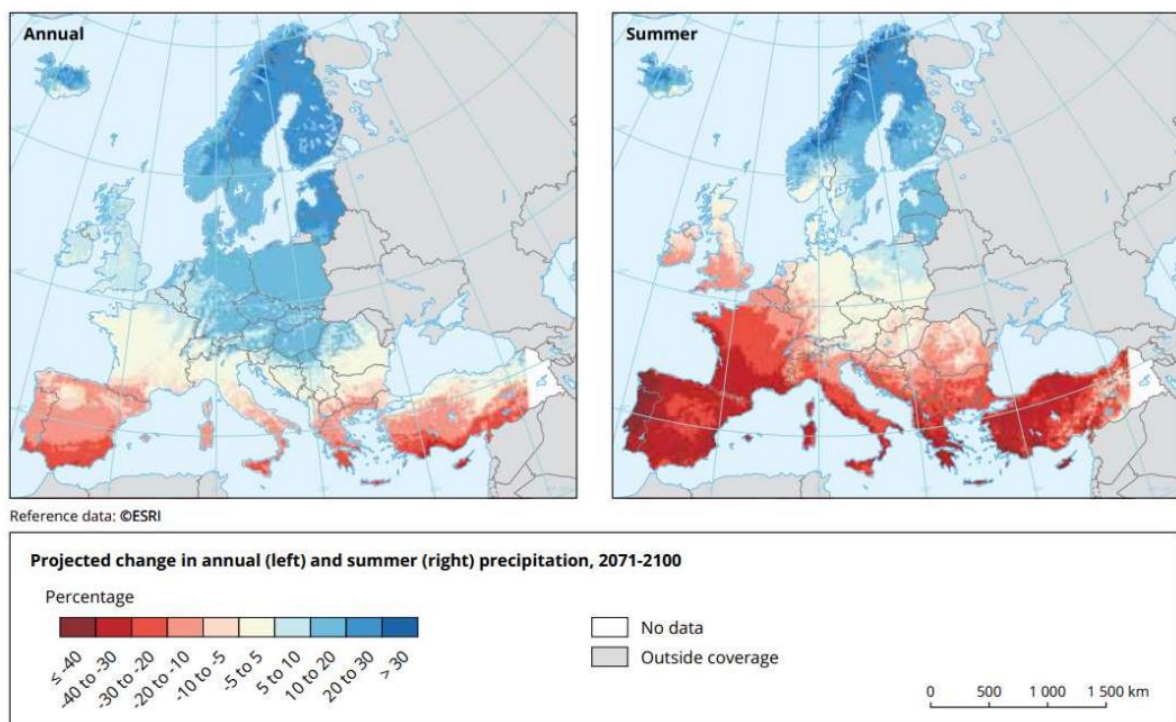 Annual
Summer
Reference data: ©ESRI
Projected change in annual (left) and summer (right) precipitation, 2071-2100
Percentage
≤ -40
-40 to -30
-30 to -20
-20 to -10
-10 to -5
-5 to 5
5 to 10
10 to 20
20 to 30
> 30
No data
Outside coverage
0 500 1 000 1 500 km